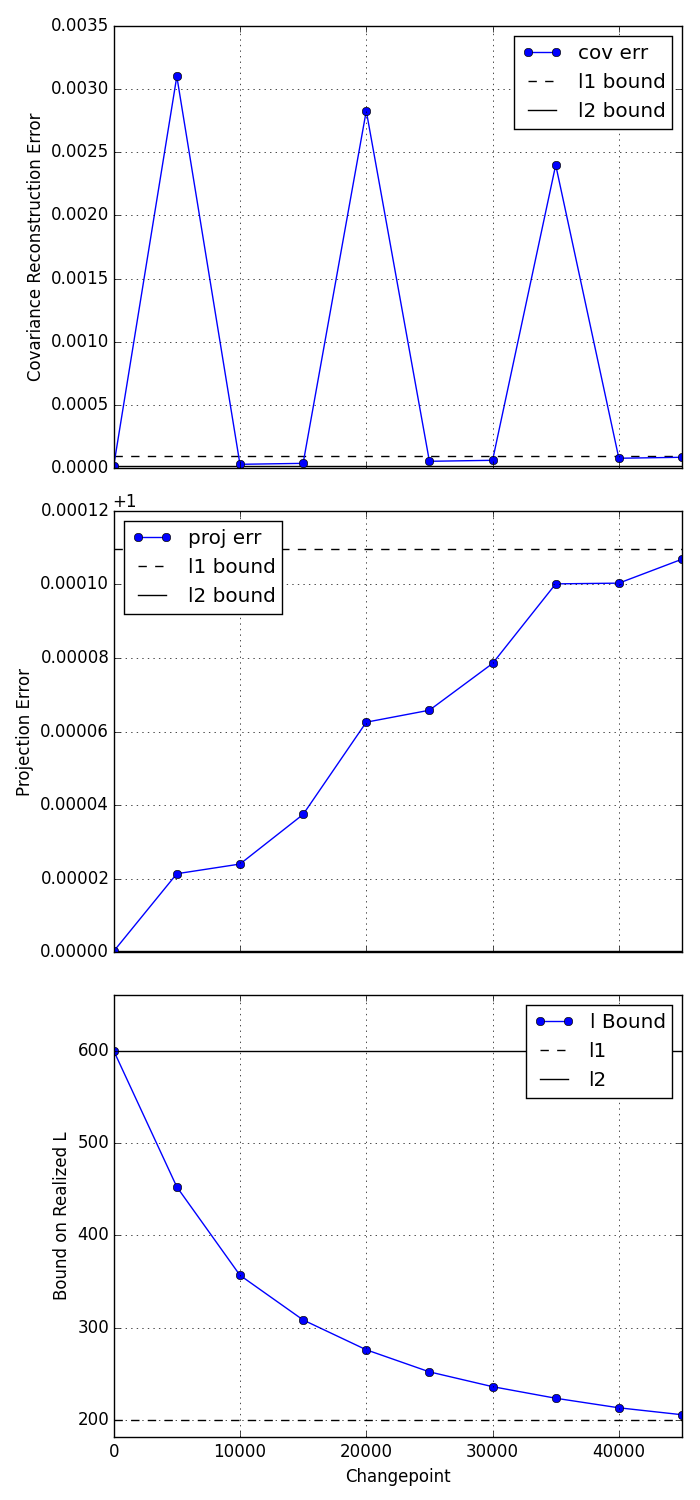 0.0035
0.0030
0.0025
0.0020
0.0015
0.0010
0.0005
0.0000
Covariance Reconstruction Error
cov err
l1 bound
l2 bound
+1
0.00012
0.00010
0.00008
0.00006
0.00004
0.00002
0.00000
Projection Error
proj err
l1 bound
l2 bound
600
500
400
300
200
Bound on Realized L
l Bound
l1
l2
0 10000 20000 30000 40000
Changepoint